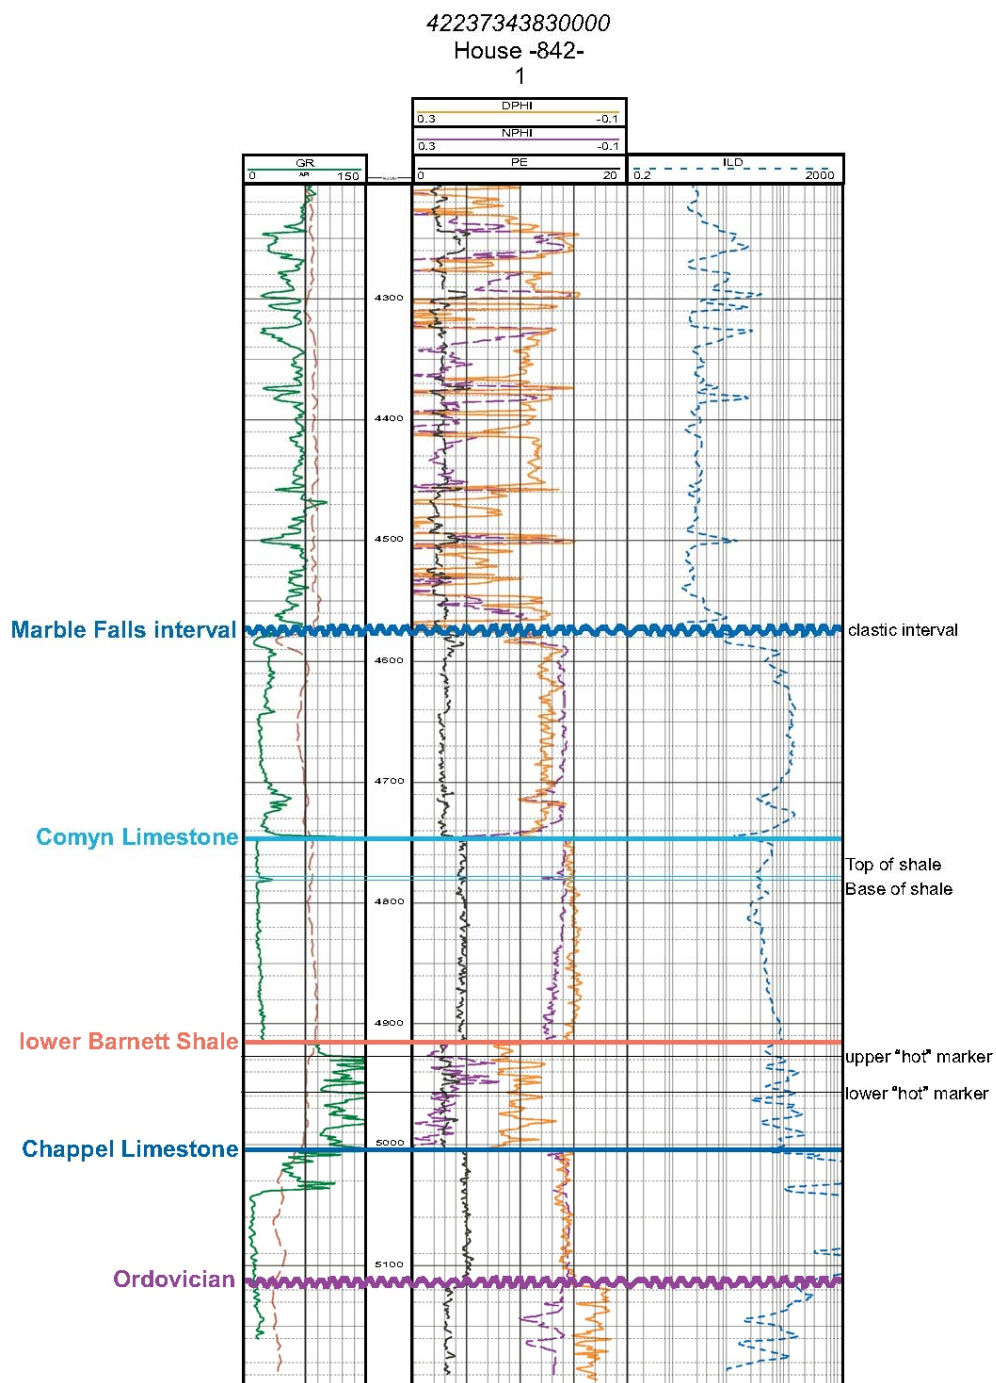 42237343830000
House -842-
1
DPHI
0.3 -0.1
NPHI
0.3 -0.1
GR
0 API 150
PE
0 20
ILD
0.2 2000
4300
4400
4500
Marble Falls interval
clastic interval
4600
4700
Comyn Limestone
Top of shale
Base of shale
4800
4900
lower Barnett Shale
upper "hot" marker
lower "hot" marker
5000
Chappel Limestone
5100
Ordovician